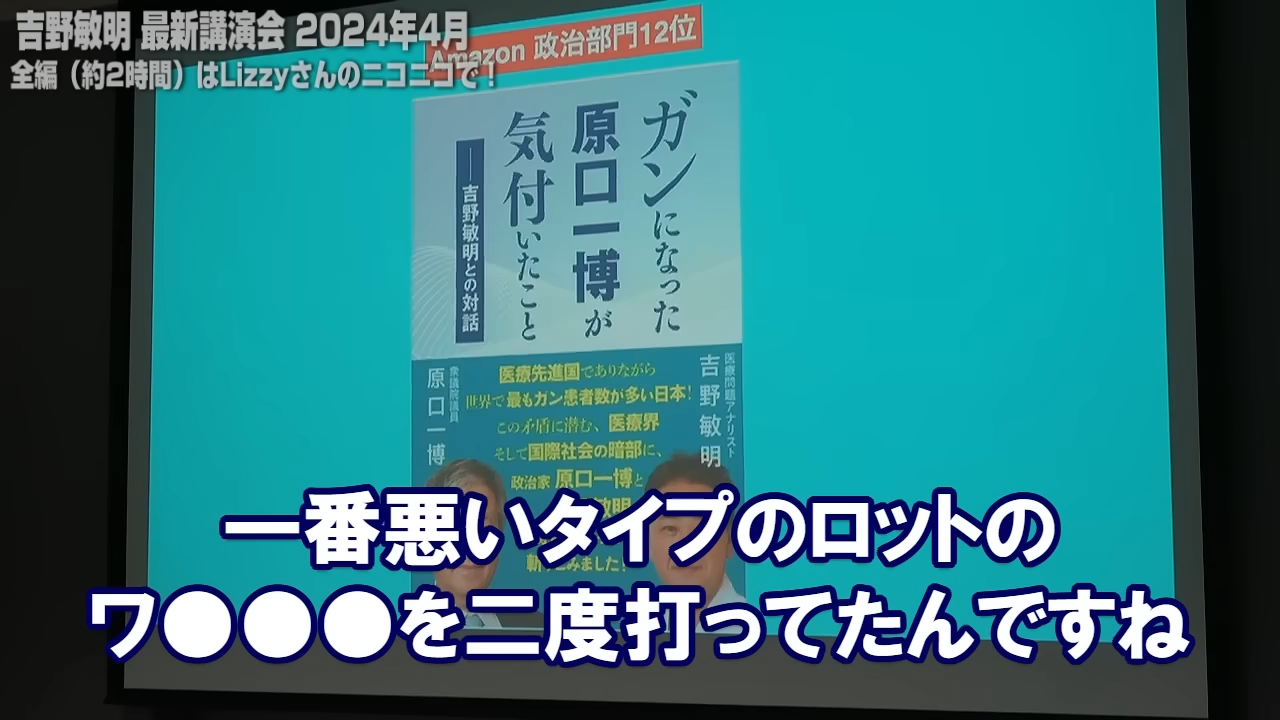 吉野敏明 最新講演会 2024年4月
全編（約2時間）はLizzyさんのニコニコで！
Amazon 政治部門12位
ガンになった
原口一博が
気付いたこと
──吉野敏明との対話
医療問題アナリスト
吉野敏明
医療先進国でありながら
世界で最もガン患者数が多い日本！
この矛盾に潜む、医療界
そして国際社会の暗部に、
政治家 原口一博と
衆議院議員
原口一博
一番悪いタイプのロットの
ワ●●●を二度打ってたんですね